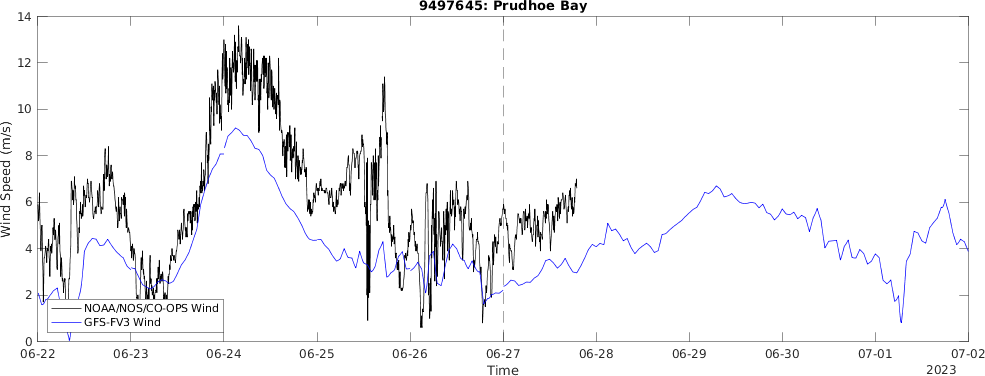 9497645: Prudhoe Bay
Wind Speed (m/s)
14
12
10
8
6
4
2
0
NOAA/NOS/CO-OPS Wind
GFS-FV3 Wind
06-22 06-23 06-24 06-25 06-26 06-27 06-28 06-29 06-30 07-01 07-02
Time
2023